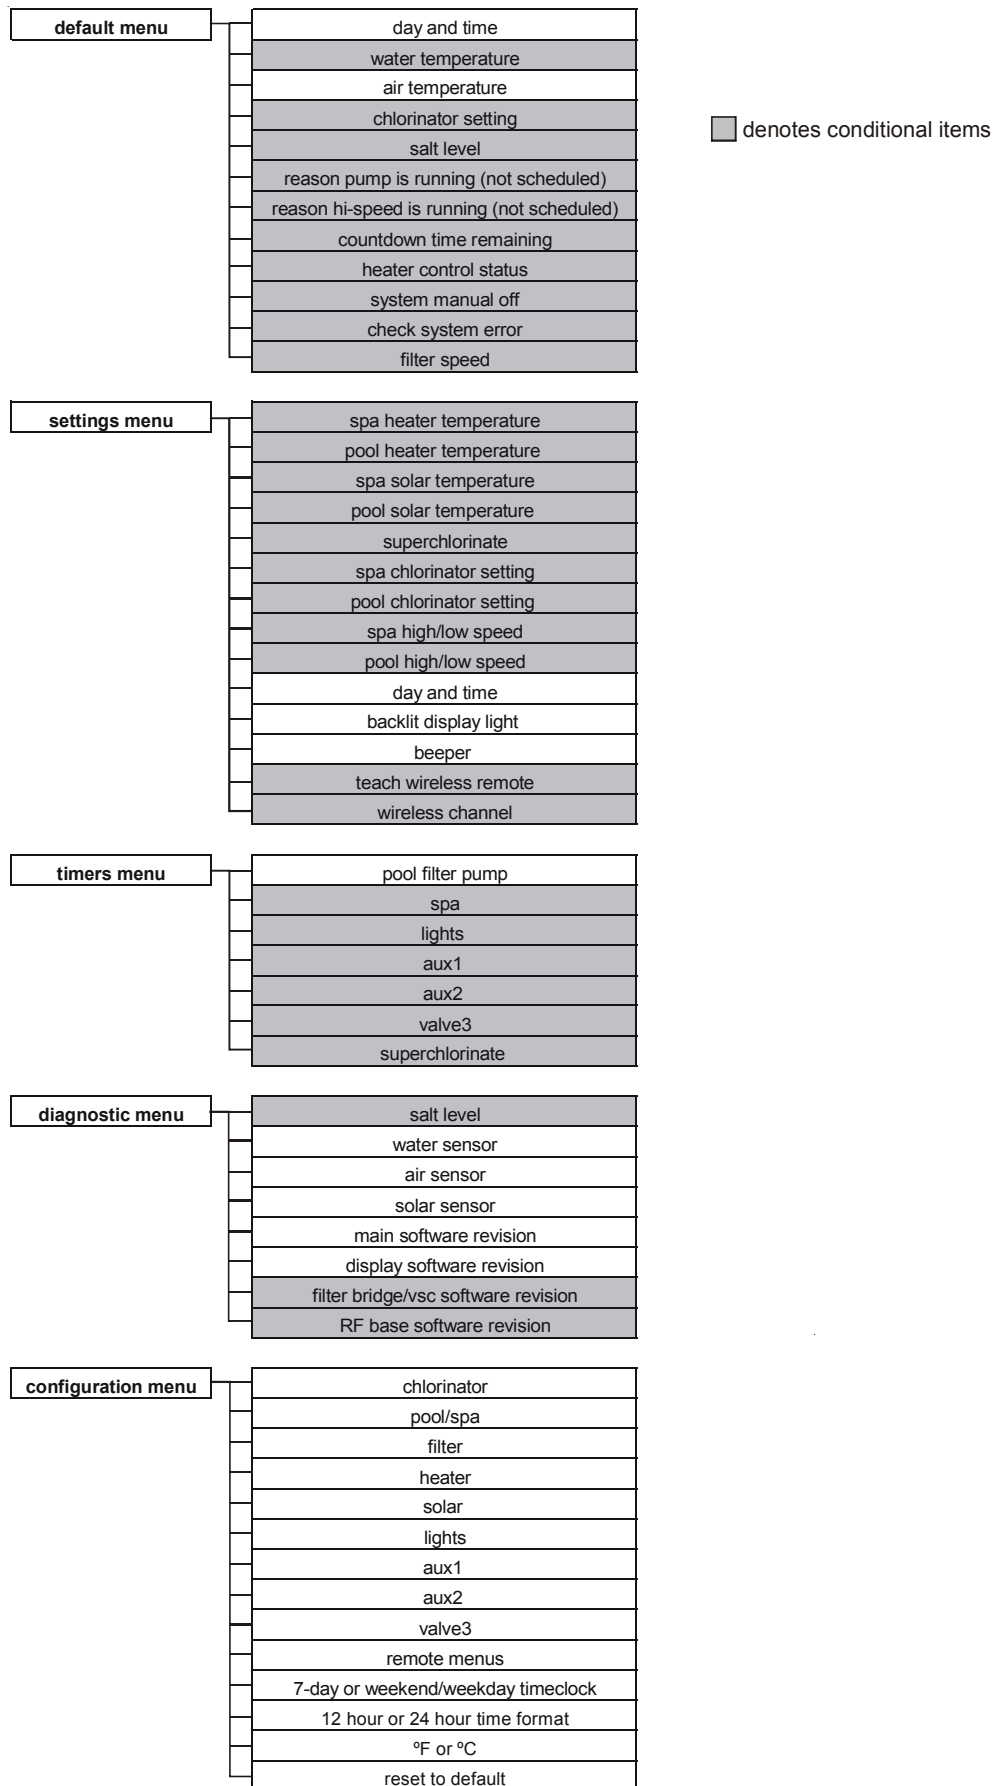 default menu
day and time
water temperature
air temperature
chlorinator setting
salt level
reason pump is running (not scheduled)
reason hi-speed is running (not scheduled)
countdown time remaining
heater control status
system manual off
check system error
filter speed
denotes conditional items
settings menu
spa heater temperature
pool heater temperature
spa solar temperature
pool solar temperature
superchlorinate
spa chlorinator setting
pool chlorinator setting
spa high/low speed
pool high/low speed
day and time
backlit display light
beeper
teach wireless remote
wireless channel
timers menu
pool filter pump
spa
lights
aux1
aux2
valve3
superchlorinate
diagnostic menu
salt level
water sensor
air sensor
solar sensor
main software revision
display software revision
filter bridge/vsc software revision
RF base software revision
configuration menu
chlorinator
pool/spa
filter
heater
solar
lights
aux1
aux2
valve3
remote menus
7-day or weekend/weekday timeclock
12 hour or 24 hour time format
ºF or ºC
reset to default